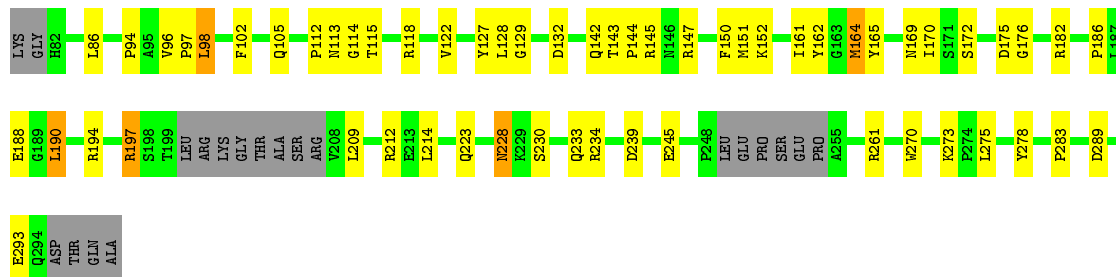 LYS GLY H82 L86 P94 A95 V96 P97 L98 F102 Q105 P112 N113 G114 T115 R118 V122 Y127 L128 G129 D132 Q142 T143 P144 R145 N146 R147 F150 M151 K152 I161 Y162 G163 M164 Y165 N169 I170 S171 S172 D175 G176 R182 P186 L187
E188 G189 L190 R194 R197 S198 T199 LEU ARG LYS GLY THR ALA SER ARG V208 L209 R212 E213 L214 Q223 N228 K229 S230 Q233 R234 D239 E245 P248 LEU GLU PRO SER GLU PRO A255 R261 W270 K273 P274 L275 Y278 P283 D289
E293 Q294 ASP THR GLN ALA